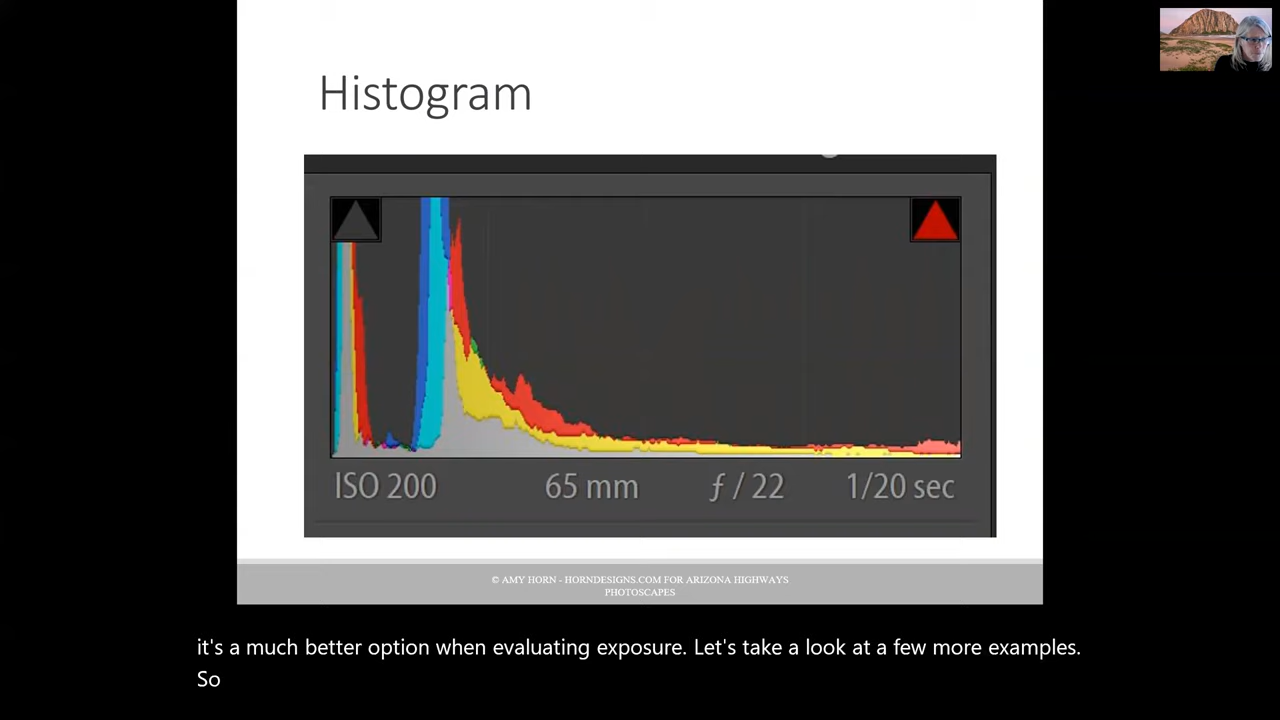 Histogram
ISO 200 65 mm ƒ / 22 1/20 sec
© AMY HORN - HORNDESIGNS.COM FOR ARIZONA HIGHWAYS
PHOTOSCAPES
it's a much better option when evaluating exposure. Let's take a look at a few more examples.
So